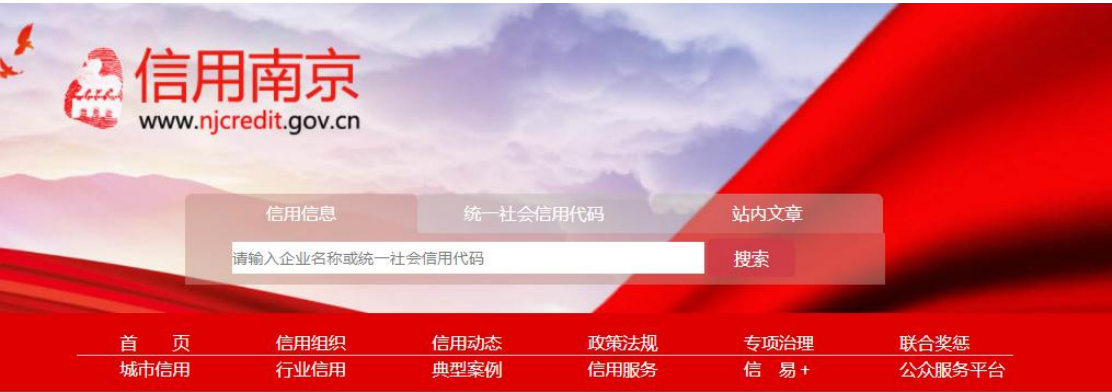 信用南京
www.njcredit.gov.cn
信用信息 统一社会信用代码 站内文章
请输入企业名称或统一社会信用代码 搜索
首 页 信用组织 信用动态 政策法规 专项治理 联合奖惩
城市信用 行业信用 典型案例 信用服务 信 易+ 公众服务平台